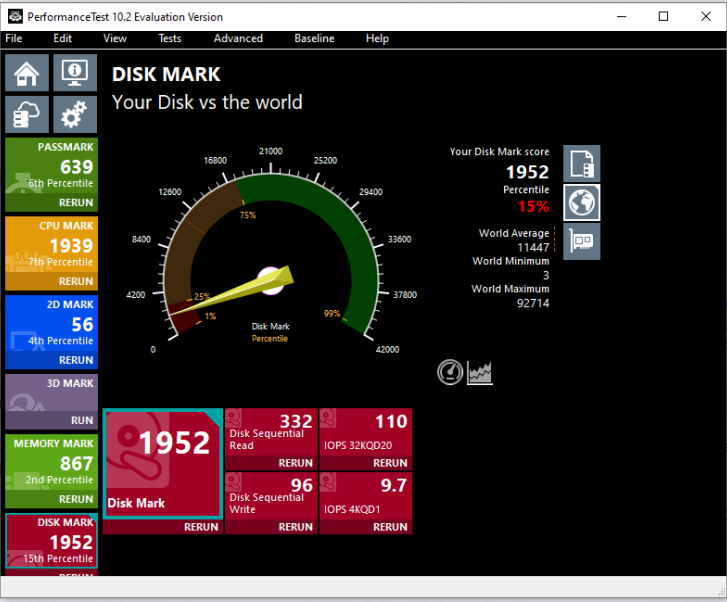 PerformanceTest 10.2 Evaluation Version
File Edit View Tests Advanced Baseline Help
DISK MARK
Your Disk vs the world
PASSMARK
639
6th Percentile
RERUN
CPU MARK
1939
7th Percentile
RERUN
2D MARK
56
4th Percentile
RERUN
3D MARK
RUN
MEMORY MARK
867
2nd Percentile
RERUN
DISK MARK
1952
15th Percentile
RERUN
0
4200
8400
12600
16800
21000
25200
29400
33600
37800
42000
1%
25%
75%
99%
Disk Mark
Percentile
Your Disk Mark score
1952
Percentile
15%
World Average
11447
World Minimum
3
World Maximum
92714
1952
Disk Mark
RERUN
332
Disk Sequential
Read
RERUN
110
IOPS 32KQD20
RERUN
96
Disk Sequential
Write
RERUN
9.7
IOPS 4KQD1
RERUN